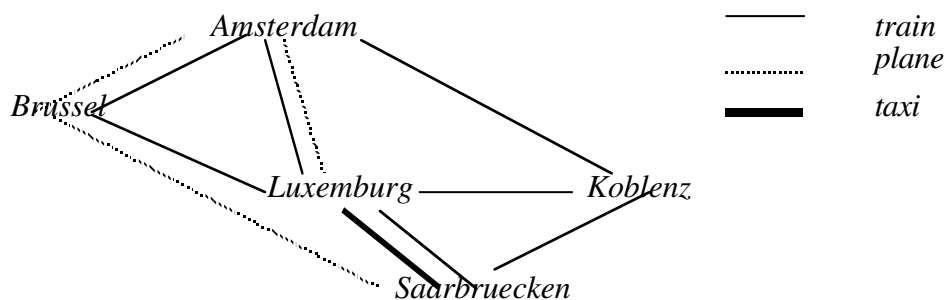 Amsterdam
train
plane
Brussel
taxi
Luxemburg
Koblenz
Saarbruecken